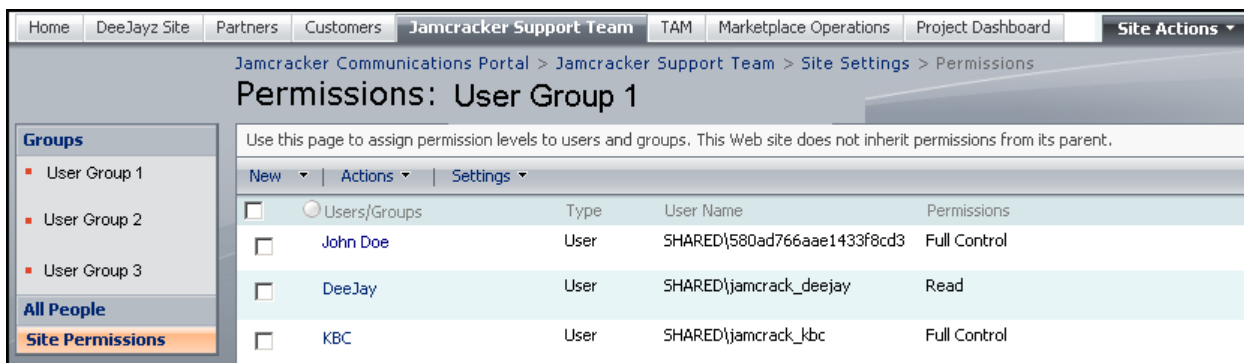 Home DeeJayz Site Partners Customers Jamcracker Support Team TAM Marketplace Operations Project Dashboard Site Actions
Jamcracker Communications Portal > Jamcracker Support Team > Site Settings > Permissions
Permissions: User Group 1
Groups
User Group 1
User Group 2
User Group 3
All People
Site Permissions
Use this page to assign permission levels to users and groups. This Web site does not inherit permissions from its parent.
New | Actions | Settings
Users/Groups Type User Name Permissions
John Doe User SHARED\580ad766aae1433f8cd3 Full Control
DeeJay User SHARED\jamcrack_deejay Read
KBC User SHARED\jamcrack_kbc Full Control